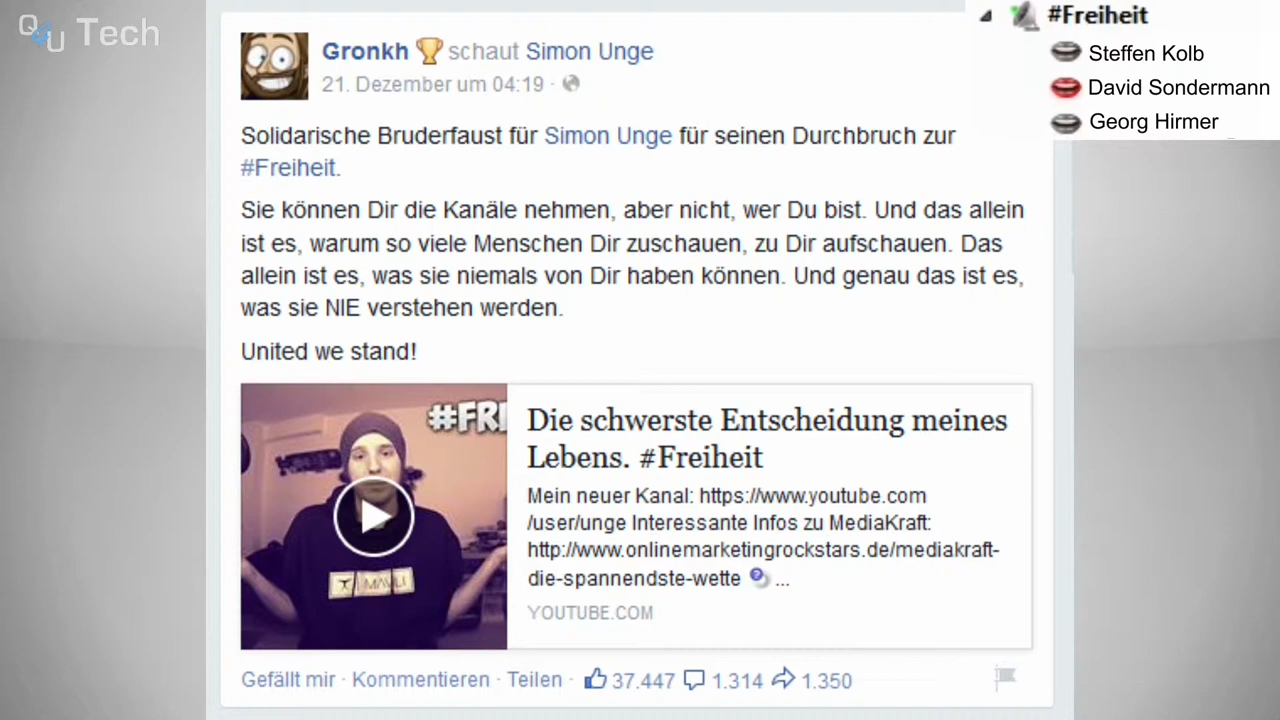 QSU Tech
#Freiheit
Steffen Kolb
David Sondermann
Georg Hirmer
Gronkh schaut Simon Unge
21. Dezember um 04:19 ·
Solidarische Bruderfaust für Simon Unge für seinen Durchbruch zur
#Freiheit.
Sie können Dir die Kanäle nehmen, aber nicht, wer Du bist. Und das allein
ist es, warum so viele Menschen Dir zuschauen, zu Dir aufschauen. Das
allein ist es, was sie niemals von Dir haben können. Und genau das ist es,
was sie NIE verstehen werden.
United we stand!
#FRE
MAVLI
Die schwerste Entscheidung meines
Lebens. #Freiheit
Mein neuer Kanal: https://www.youtube.com
/user/unge Interessante Infos zu MediaKraft:
http://www.onlinemarketingrockstars.de/mediakraft-
die-spannendste-wette ...
YOUTUBE.COM
Gefällt mir · Kommentieren · Teilen · 37.447 1.314 1.350